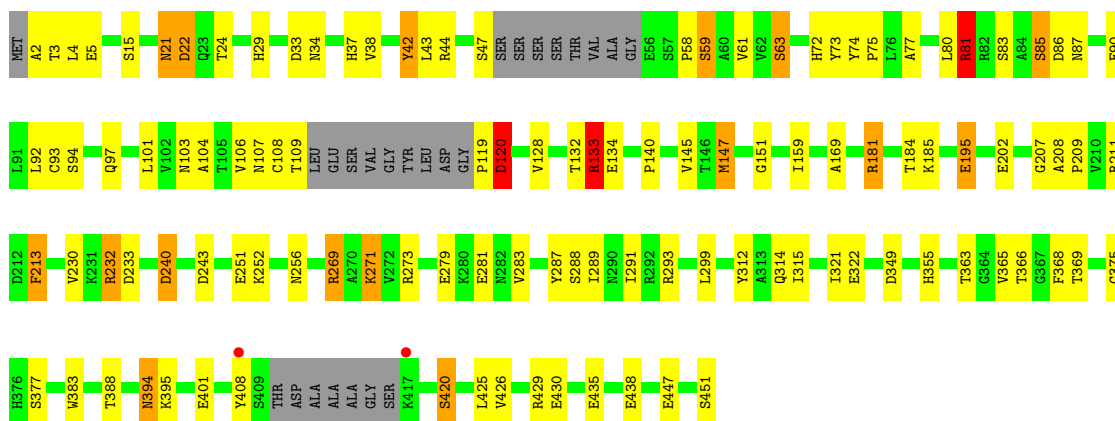 MET A2 T3 L4 E5 S15 N21 D22 Q23 T24 H29 D33 N34 H37 V38 Y42 L43 R44 S47 SER SER SER SER THR VAL ALA GLY E56 S57 P58 S59 A60 V61 V62 S63 H72 Y73 Y74 P75 L76 A77 L80 R81 R82 S83 A84 S85 D86 N87
L91 L92 C93 S94 Q97 L101 V102 N103 A104 T105 V106 N107 C108 T109 LEU GLU SER VAL GLY TYR LEU ASP GLY P119 D120 V128 T132 R133 E134 P140 V145 T146 M147 G151 I159 A169 R181 T184 K185 E195 E202 G207 A208 P209 V210
D212 F213 V230 K231 R232 D233 D240 D243 E251 K252 N256 R269 A270 K271 V272 R273 E279 K280 E281 N282 V283 Y287 S288 I289 N290 I291 R292 R293 L299 Y312 A313 Q314 I315 I321 E322 D349 H355 T363 G364 V365 T366 G367 F368 T369
H376 S377 W383 T388 N394 K395 E401 Y408 S409 THR ASP ALA ALA ALA GLY SER K417 S420 L425 V426 R429 E430 E435 E438 E447 S451